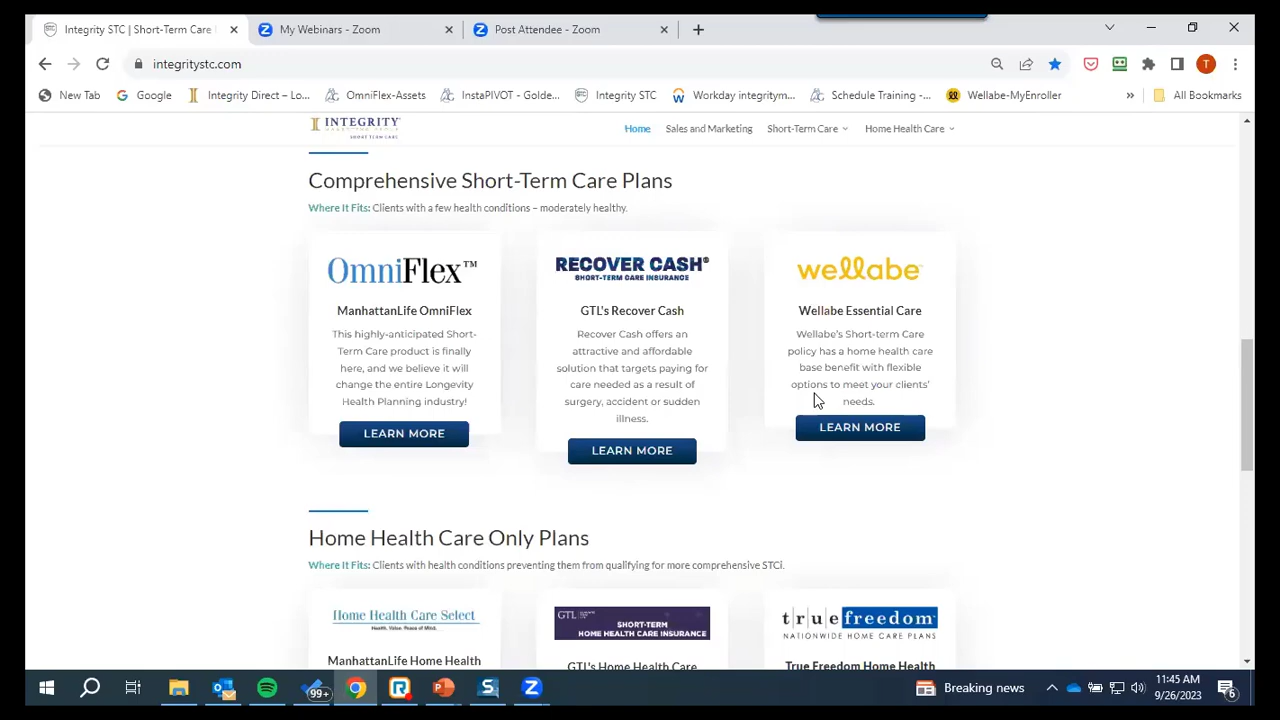 Integrity STC | Short-Term Care
My Webinars - Zoom
Post Attendee - Zoom
integritystc.com
T
New Tab
Google
Integrity Direct – Lo...
OmniFlex-Assets
InstaPIVOT - Golde...
Integrity STC
Workday integritym...
Schedule Training -...
Wellabe-MyEnroller
»
All Bookmarks
INTEGRITY
SHORT TERM CARE
Home
Sales and Marketing
Short-Term Care
Home Health Care
Comprehensive Short-Term Care Plans
Where It Fits: Clients with a few health conditions – moderately healthy.
OmniFlex™
ManhattanLife OmniFlex
This highly-anticipated Short-
Term Care product is finally
here, and we believe it will
change the entire Longevity
Health Planning industry!
LEARN MORE
RECOVER CASH®
SHORT-TERM CARE INSURANCE
GTL's Recover Cash
Recover Cash offers an
attractive and affordable
solution that targets paying for
care needed as a result of
surgery, accident or sudden
illness.
LEARN MORE
wellabe
Wellabe Essential Care
Wellabe's Short-term Care
policy has a home health care
base benefit with flexible
options to meet your clients'
needs.
LEARN MORE
Home Health Care Only Plans
Where It Fits: Clients with health conditions preventing them from qualifying for more comprehensive STCi.
Home Health Care Select
Health. Value. Peace of Mind.
ManhattanLife Home Health
GTL
SHORT-TERM
HOME HEALTH CARE INSURANCE
GTL's Home Health Care
truefreedom
NATIONWIDE HOME CARE PLANS
True Freedom Home Health
99+
Breaking news
11:45 AM
9/26/2023
6